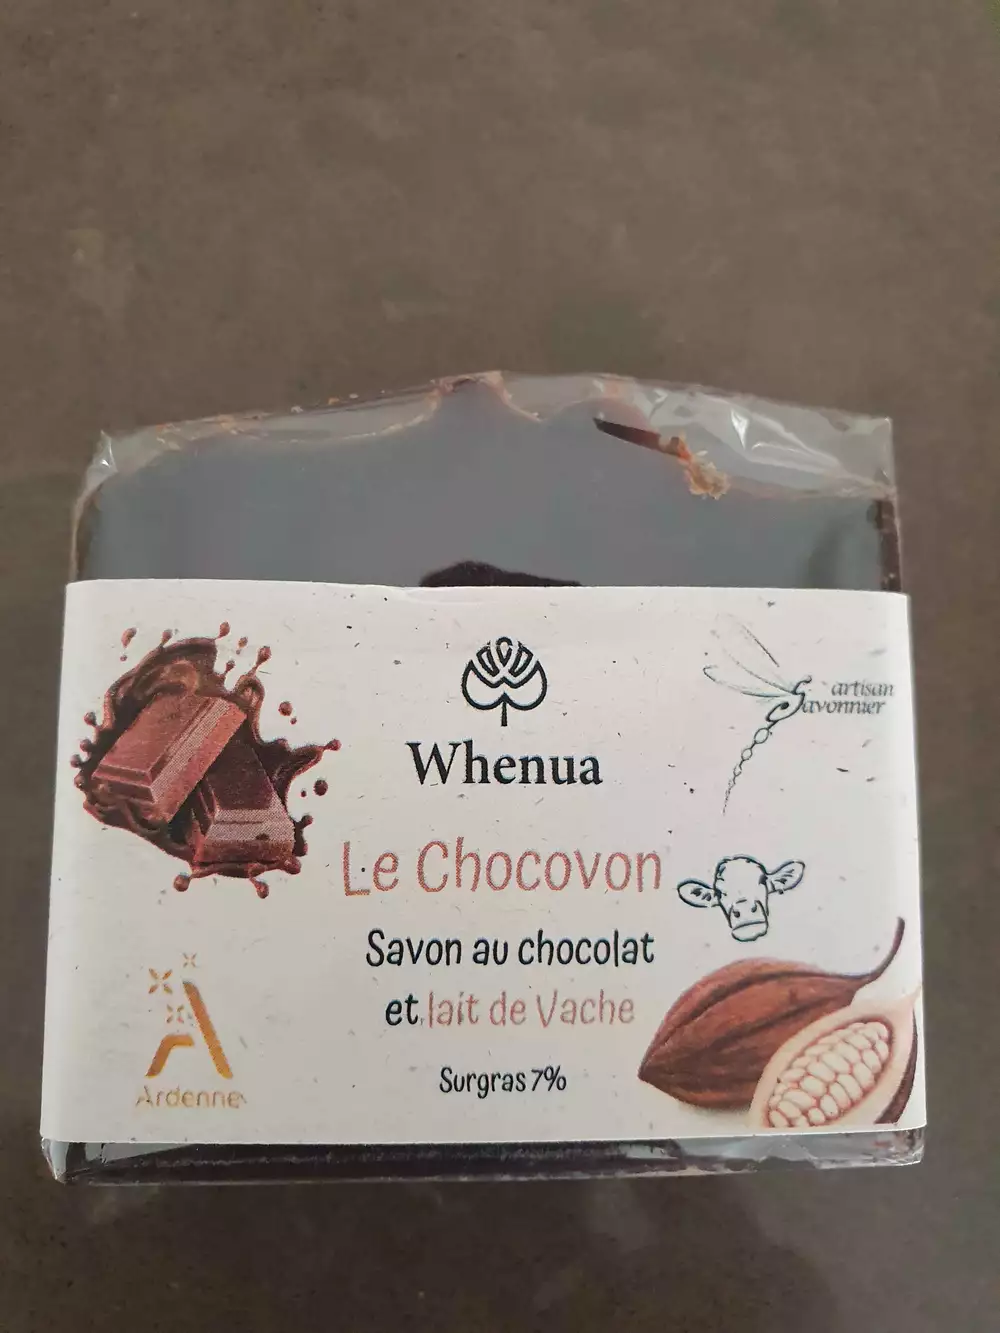 Whenua
artisan
Savonnier
Le Chocovon
Savon au chocolat
et lait de Vache
Surgras 7%
Ardenne